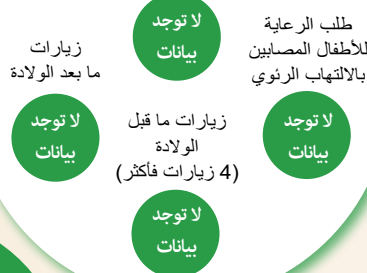 لا توجد
بيانات
طلب الرعاية
للأطفال المصابين
بالالتهاب الرئوي
لا توجد
بيانات
زيارات
ما بعد الولادة
لا توجد
بيانات
زيارات ما قبل
الولادة
(4 زيارات فأكثر)
لا توجد
بيانات